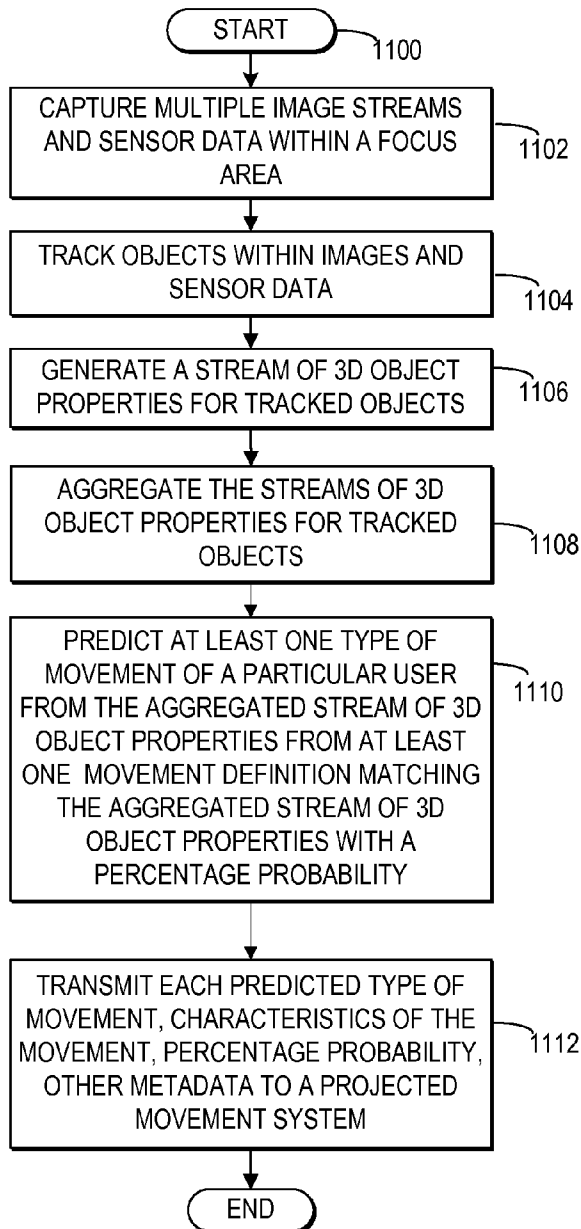 START
1100
CAPTURE MULTIPLE IMAGE STREAMS
AND SENSOR DATA WITHIN A FOCUS
AREA
1102
TRACK OBJECTS WITHIN IMAGES AND
SENSOR DATA
1104
GENERATE A STREAM OF 3D OBJECT
PROPERTIES FOR TRACKED OBJECTS
1106
AGGREGATE THE STREAMS OF 3D
OBJECT PROPERTIES FOR TRACKED
OBJECTS
1108
PREDICT AT LEAST ONE TYPE OF
MOVEMENT OF A PARTICULAR USER
FROM THE AGGREGATED STREAM OF 3D
OBJECT PROPERTIES FROM AT LEAST
ONE MOVEMENT DEFINITION MATCHING
THE AGGREGATED STREAM OF 3D
OBJECT PROPERTIES WITH A
PERCENTAGE PROBABILITY
1110
TRANSMIT EACH PREDICTED TYPE OF
MOVEMENT, CHARACTERISTICS OF THE
MOVEMENT, PERCENTAGE PROBABILITY,
OTHER METADATA TO A PROJECTED
MOVEMENT SYSTEM
1112
END